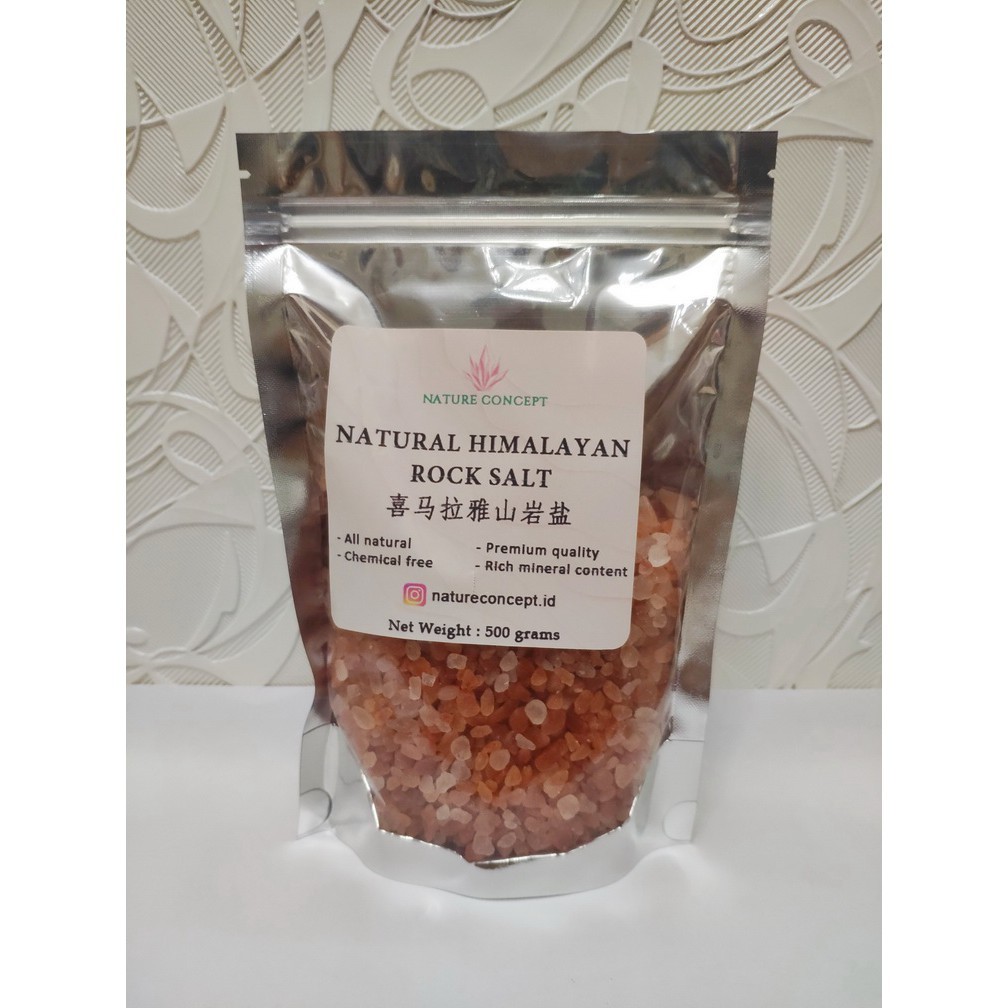 NATURE CONCEPT
NATURAL HIMALAYAN
ROCK SALT
喜马拉雅山岩盐
- All natural
- Chemical free
- Premium quality
- Rich mineral content
natureconcept.id
Net Weight : 500 grams